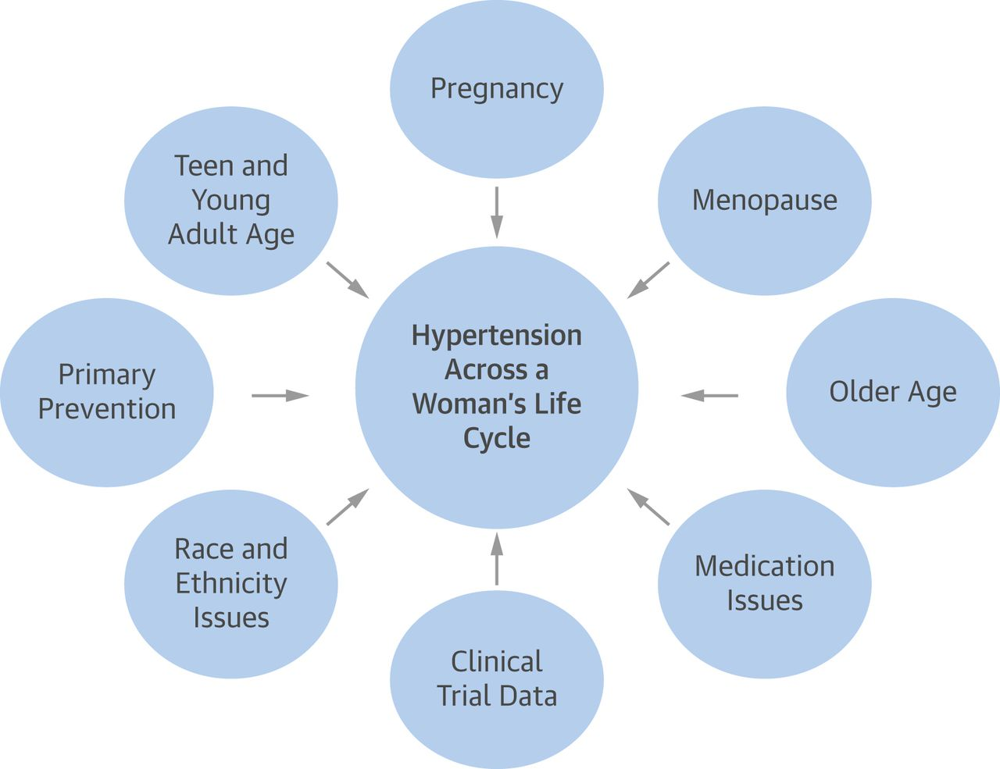 Pregnancy
Teen and
Young
Adult Age
Menopause
Hypertension
Across a
Woman’s Life
Cycle
Primary
Prevention
Older Age
Race and
Ethnicity
Issues
Medication
Issues
Clinical
Trial Data